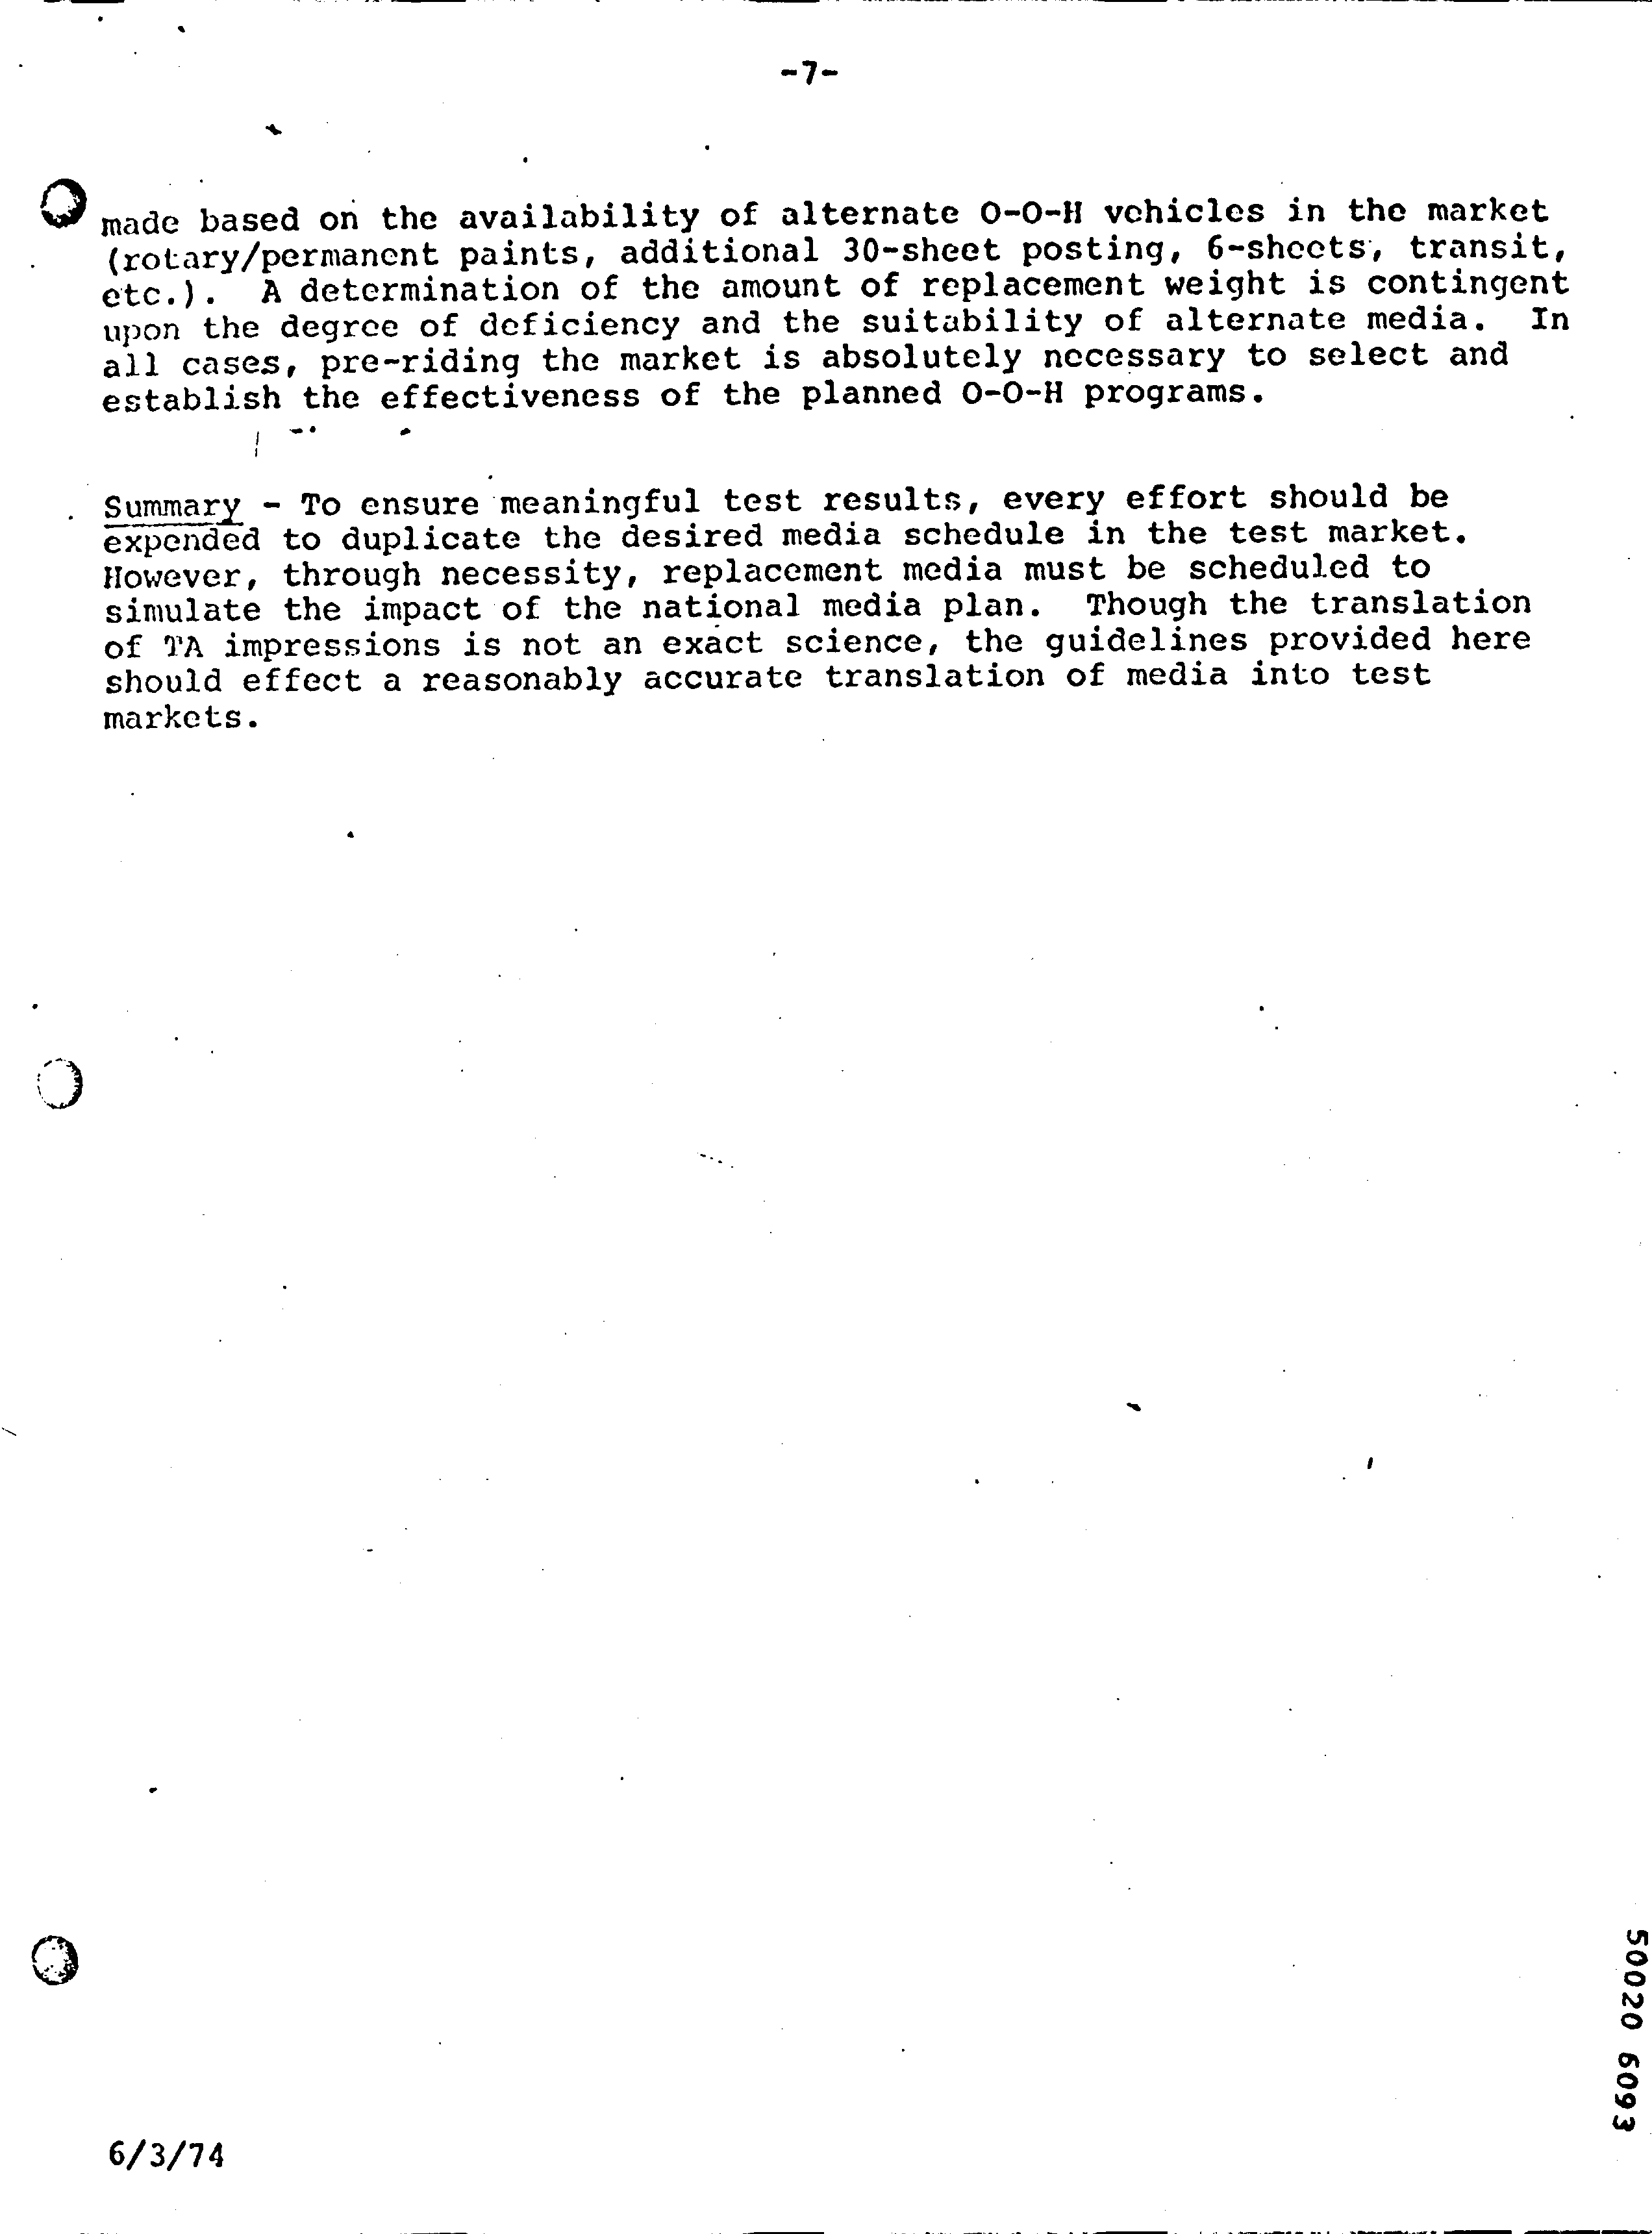 -7-
made based on the availability of alternate O-O-H vehicles in the market
(rotary/permanent paints, additional 30-sheet posting, 6-sheets, transit,
etc.).  A determination of the amount of replacement weight is contingent
upon the degree of deficiency and the suitability of alternate media.  In
all cases, pre-riding the market is absolutely necessary to select and
establish the effectiveness of the planned O-O-H programs.
Summary - To ensure meaningful test results, every effort should be
expended to duplicate the desired media schedule in the test market.
However, through necessity, replacement media must be scheduled to
simulate the impact of the national media plan.  Though the translation
of TA impressions is not an exact science, the guidelines provided here
should effect a reasonably accurate translation of media into test
markets.
50020 6093
6/3/74